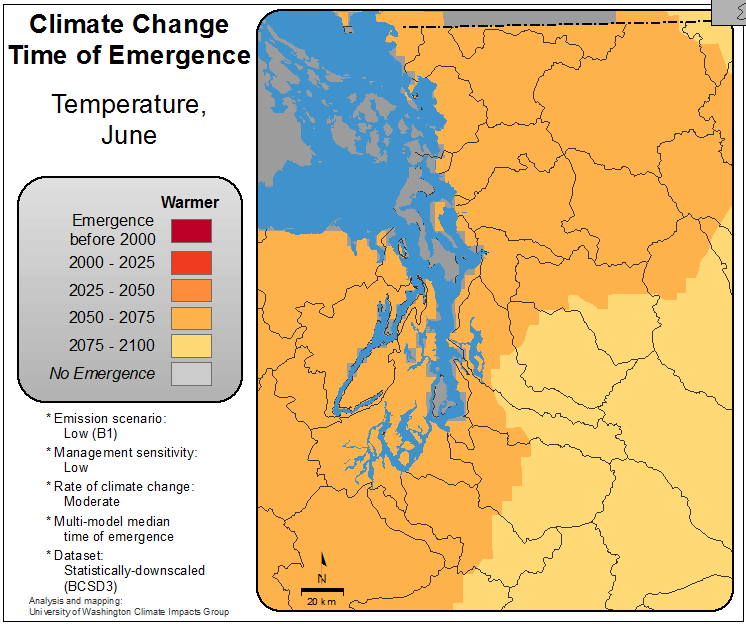 Climate Change
Time of Emergence
Temperature,
June
Warmer
Emergence
before 2000
2000 - 2025
2025 - 2050
2050 - 2075
2075 - 2100
No Emergence
* Emission scenario:
Low (B1)
* Management sensitivity:
Low
* Rate of climate change:
Moderate
* Multi-model median
time of emergence
* Dataset:
Statistically-downscaled
(BCSD3)
Analysis and mapping:
University of Washington Climate Impacts Group
N
20 km